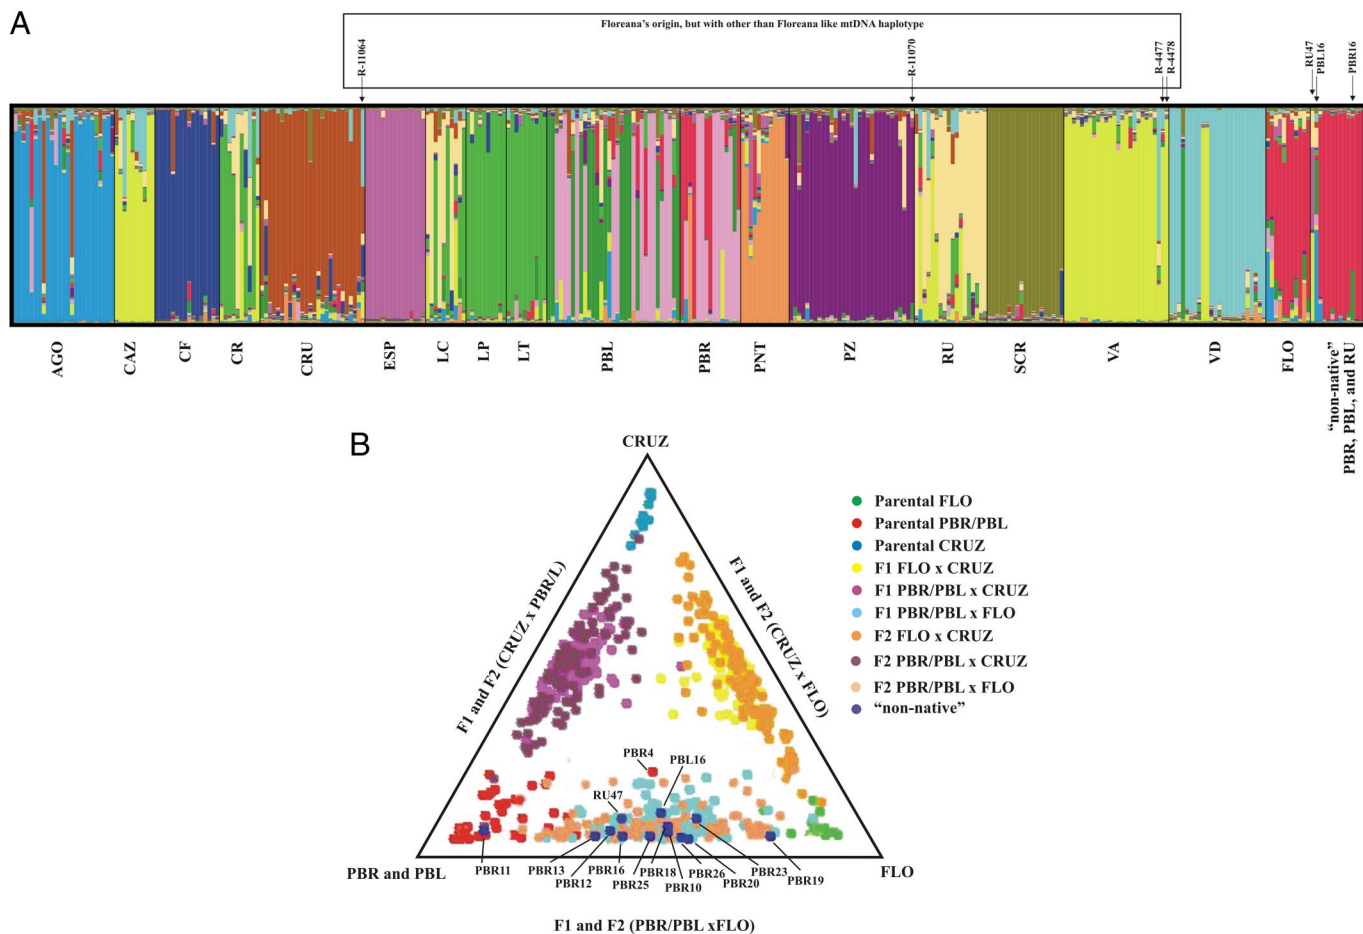 A
Floreana's origin, but with other than Floreana like mtDNA haplotype
R-11064
R-11070
R-4477
R-4478
RU47
PBL16
PBR16
AGO
CAZ
CF
CR
CRU
ESP
LC
LP
LT
PBL
PBR
PNT
PZ
RU
SCR
VA
VD
FLO
"non-native"
PBR, PBL, and RU
B
CRUZ
F1 and F2 (CRUZ x PBR/L)
F1 and F2 (CRUZ x FLO)
Parental FLO
Parental PBR/PBL
Parental CRUZ
F1 FLO x CRUZ
F1 PBR/PBL x CRUZ
F1 PBR/PBL x FLO
F2 FLO x CRUZ
F2 PBR/PBL x CRUZ
F2 PBR/PBL x FLO
"non-native"
PBR4
PBL16
RU47
PBR and PBL
PBR11
PBR13
PBR12
PBR16
PBR25
PBR18
PBR10
PBR26
PBR20
PBR23
PBR19
FLO
F1 and F2 (PBR/PBL xFLO)